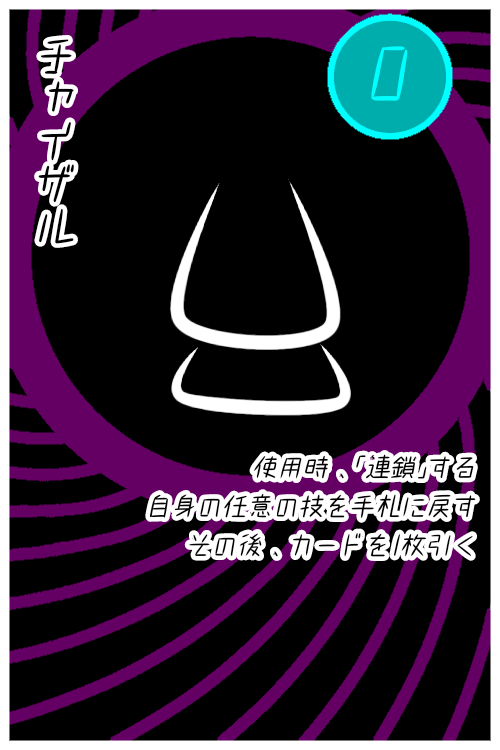 チャイザル
0
使用時、「連鎖」する
自身の任意の技を手札に戻す
その後、カードを1枚引く